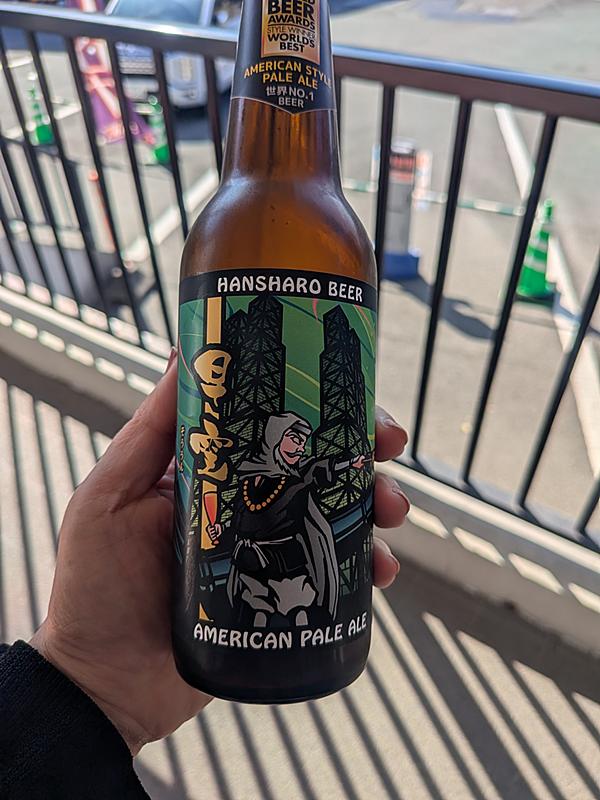 BEER
AWARDS
STYLE WINNER
WORLD'S
BEST
AMERICAN STYLE
PALE ALE
世界NO.1
BEER
HANSHARO BEER
AMERICAN PALE ALE